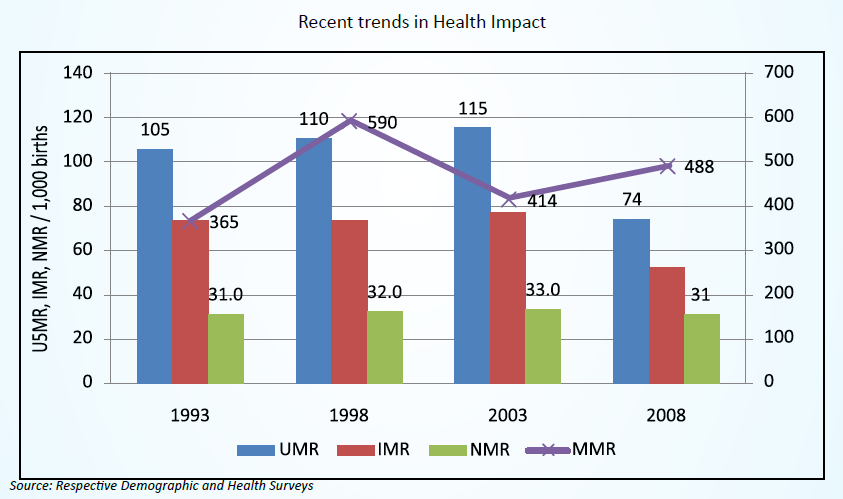 Recent trends in Health Impact
U5MR, IMR, NMR / 1,000 births
140 700
120 600
100 500
80 400
60 300
40 200
20 100
0 0
105 110 115 74
365 590 414 488
31.0 32.0 33.0 31
1993 1998 2003 2008
UMR IMR NMR MMR
Source: Respective Demographic and Health Surveys